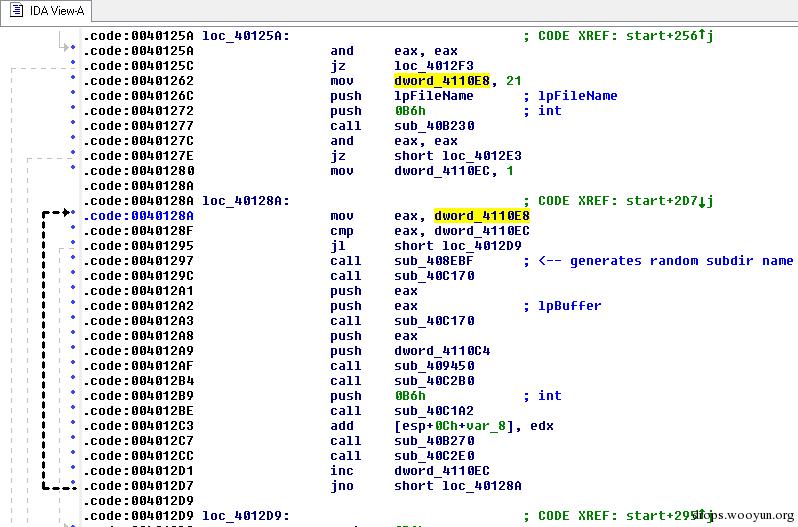 IDA View-A
.code:0040125A loc_40125A: ; CODE XREF: start+256↑j
.code:0040125A and eax, eax
.code:0040125C jz loc_4012F3
.code:00401262 mov dword_4110E8, 21
.code:0040126C push lpFileName ; lpFileName
.code:00401272 push 0B6h ; int
.code:00401277 call sub_40B230
.code:0040127C and eax, eax
.code:0040127E jz short loc_4012E3
.code:00401280 mov dword_4110EC, 1
.code:0040128A
.code:0040128A loc_40128A: ; CODE XREF: start+2D7↓j
.code:0040128A mov eax, dword_4110E8
.code:0040128F cmp eax, dword_4110EC
.code:00401295 jl short loc_4012D9
.code:00401297 call sub_408EBF ; <-- generates random subdir name
.code:0040129C call sub_40C170
.code:004012A1 push eax
.code:004012A2 push eax ; lpBuffer
.code:004012A3 call sub_40C170
.code:004012A8 push eax
.code:004012A9 push dword_4110C4
.code:004012AF call sub_409450
.code:004012B4 call sub_40C2B0
.code:004012B9 push 0B6h ; int
.code:004012BE call sub_40C1A2
.code:004012C3 add [esp+0Ch+var_8], edx
.code:004012C7 call sub_40B270
.code:004012CC call sub_40C2E0
.code:004012D1 inc dword_4110EC
.code:004012D7 jno short loc_40128A
.code:004012D9
.code:004012D9 loc_4012D9: ; CODE XREF: start+295↑j
drops.wooyun.org